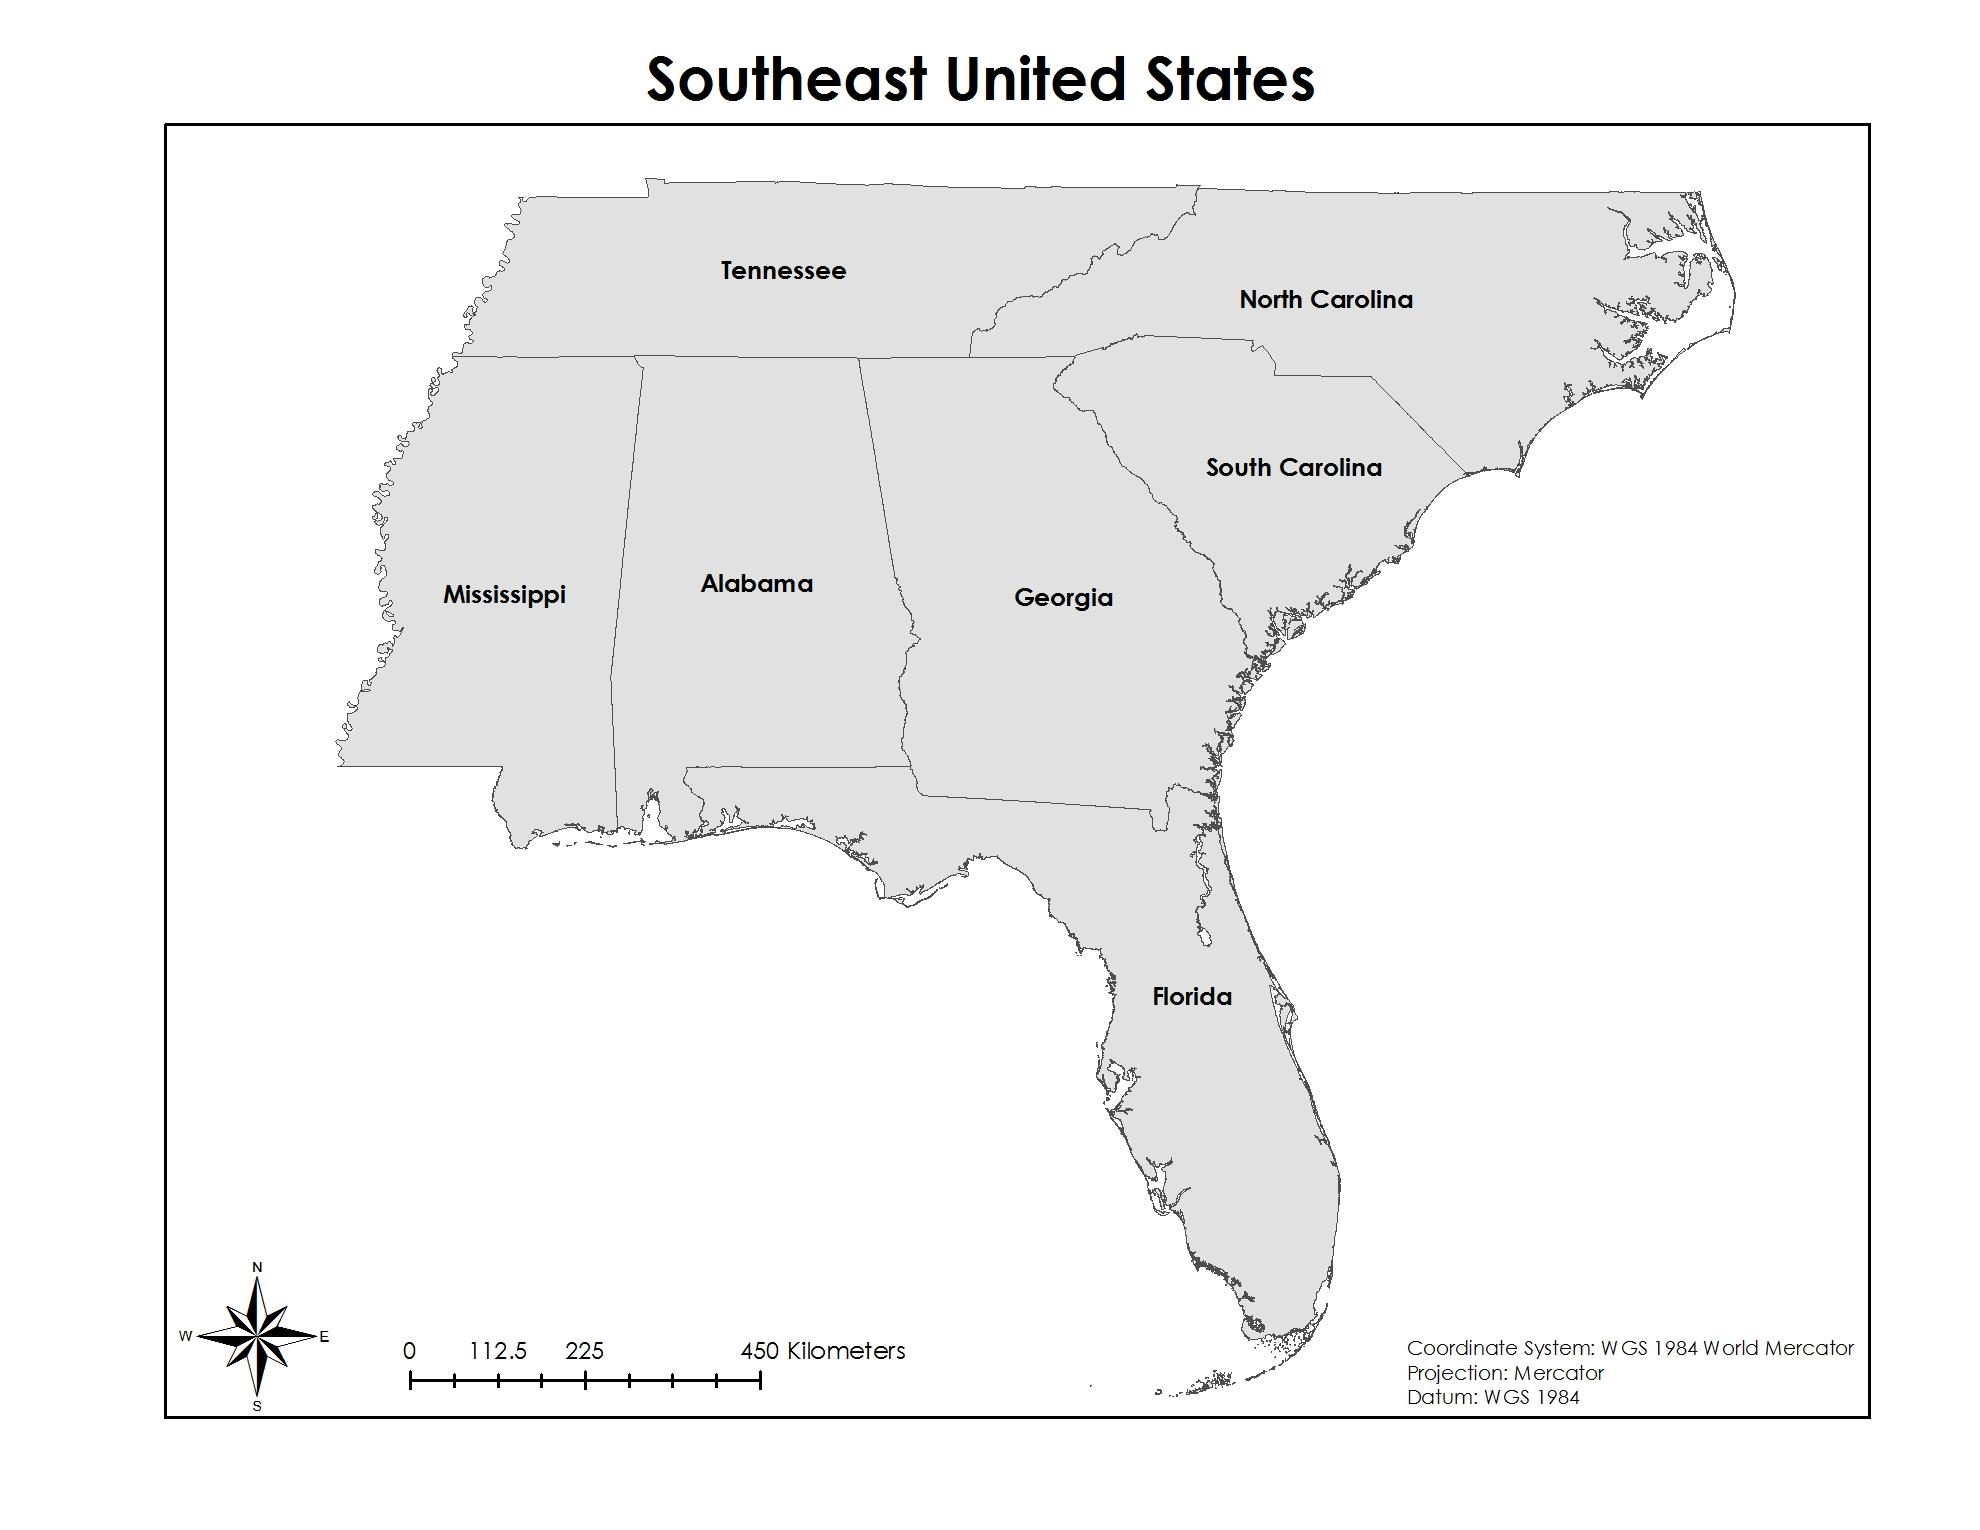 Southeast United States
Tennessee
North Carolina
South Carolina
Mississippi
Alabama
Georgia
Florida
N
W
E
S
0 112.5 225 450 Kilometers
Coordinate System: WGS 1984 World Mercator
Projection: Mercator
Datum: WGS 1984